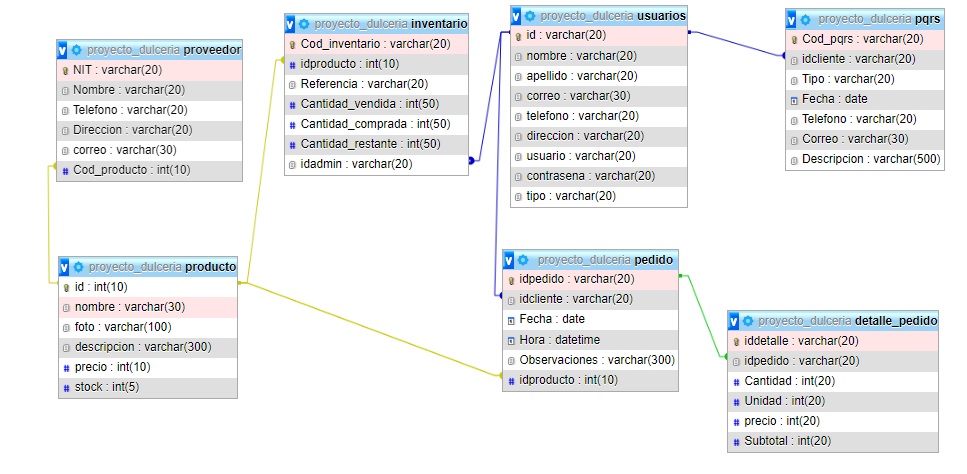 proyecto_dulceria proveedor
NIT : varchar(20)
Nombre : varchar(20)
Telefono : varchar(20)
Direccion : varchar(20)
correo : varchar(30)
Cod_producto : int(10)
proyecto_dulceria inventario
Cod_inventario : varchar(20)
idproducto : int(10)
Referencia : varchar(20)
Cantidad_vendida : int(50)
Cantidad_comprada : int(50)
Cantidad_restante : int(50)
idadmin : varchar(20)
proyecto_dulceria usuarios
id : varchar(20)
nombre : varchar(20)
apellido : varchar(20)
correo : varchar(30)
telefono : varchar(20)
direccion : varchar(20)
usuario : varchar(20)
contrasena : varchar(20)
tipo : varchar(20)
proyecto_dulceria pqrs
Cod_pqrs : varchar(20)
idcliente : varchar(20)
Tipo : varchar(20)
Fecha : date
Telefono : varchar(20)
Correo : varchar(30)
Descripcion : varchar(500)
proyecto_dulceria producto
id : int(10)
nombre : varchar(30)
foto : varchar(100)
descripcion : varchar(300)
precio : int(10)
stock : int(5)
proyecto_dulceria pedido
idpedido : varchar(20)
idcliente : varchar(20)
Fecha : date
Hora : datetime
Observaciones : varchar(300)
idproducto : int(10)
proyecto_dulceria detalle_pedido
iddetalle : varchar(20)
idpedido : varchar(20)
Cantidad : int(20)
Unidad : int(20)
precio : int(20)
Subtotal : int(20)